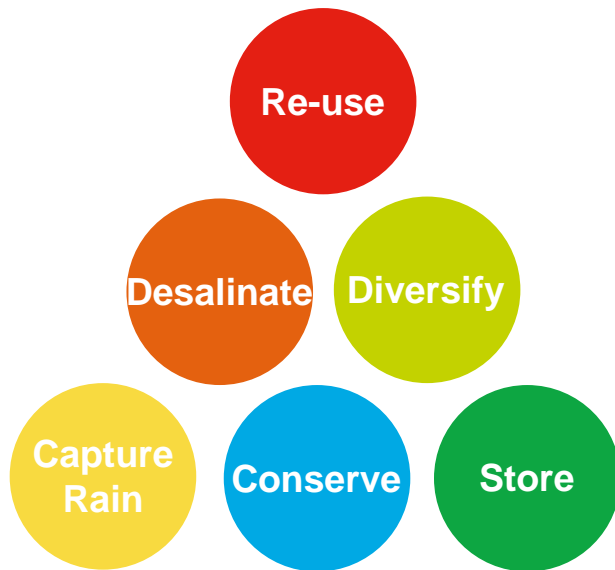 Re-use
Desalinate
Diversify
Capture
Rain
Conserve
Store